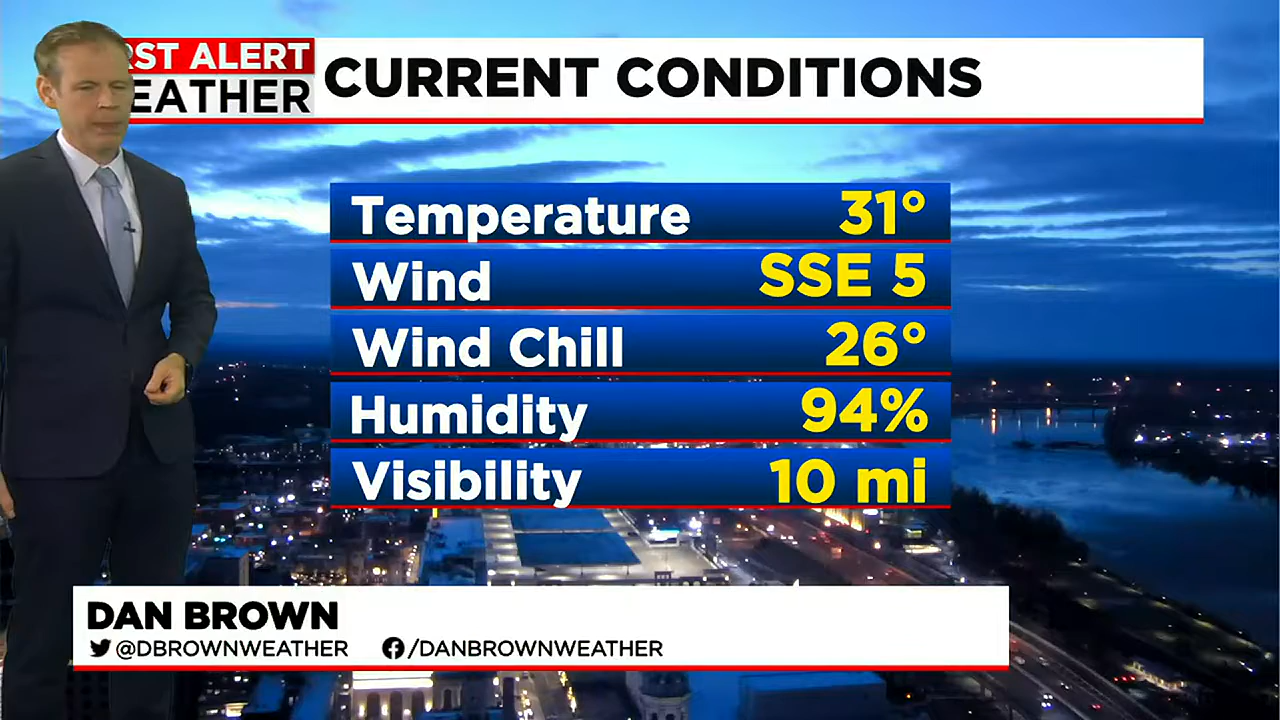 RST ALERT
EATHER
CURRENT CONDITIONS
Temperature 31°
Wind SSE 5
Wind Chill 26°
Humidity 94%
Visibility 10 mi
DAN BROWN
@DBROWNWEATHER /DANBROWNWEATHER